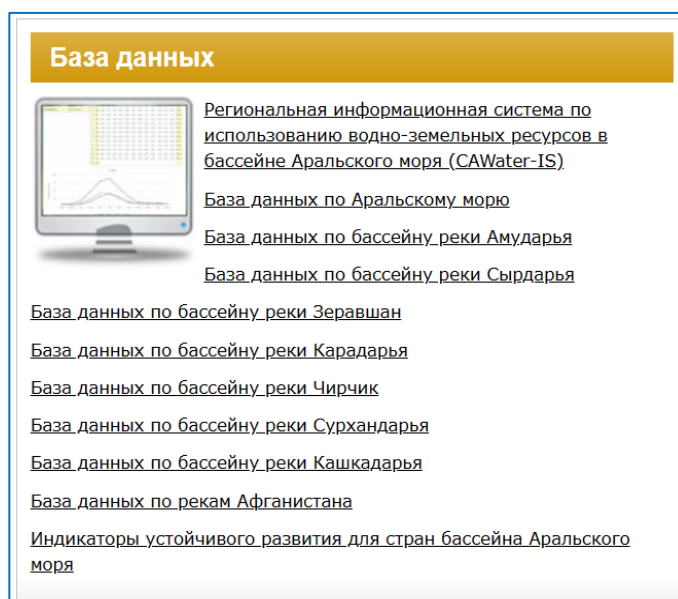 База данных
Региональная информационная система по
использованию водно-земельных ресурсов в
бассейне Аральского моря (CAWater-IS)
База данных по Аральскому морю
База данных по бассейну реки Амударья
База данных по бассейну реки Сырдарья
База данных по бассейну реки Зеравшан
База данных по бассейну реки Карадарья
База данных по бассейну реки Чирчик
База данных по бассейну реки Сурхандарья
База данных по бассейну реки Кашкадарья
База данных по рекам Афганистана
Индикаторы устойчивого развития для стран бассейна Аральского
моря